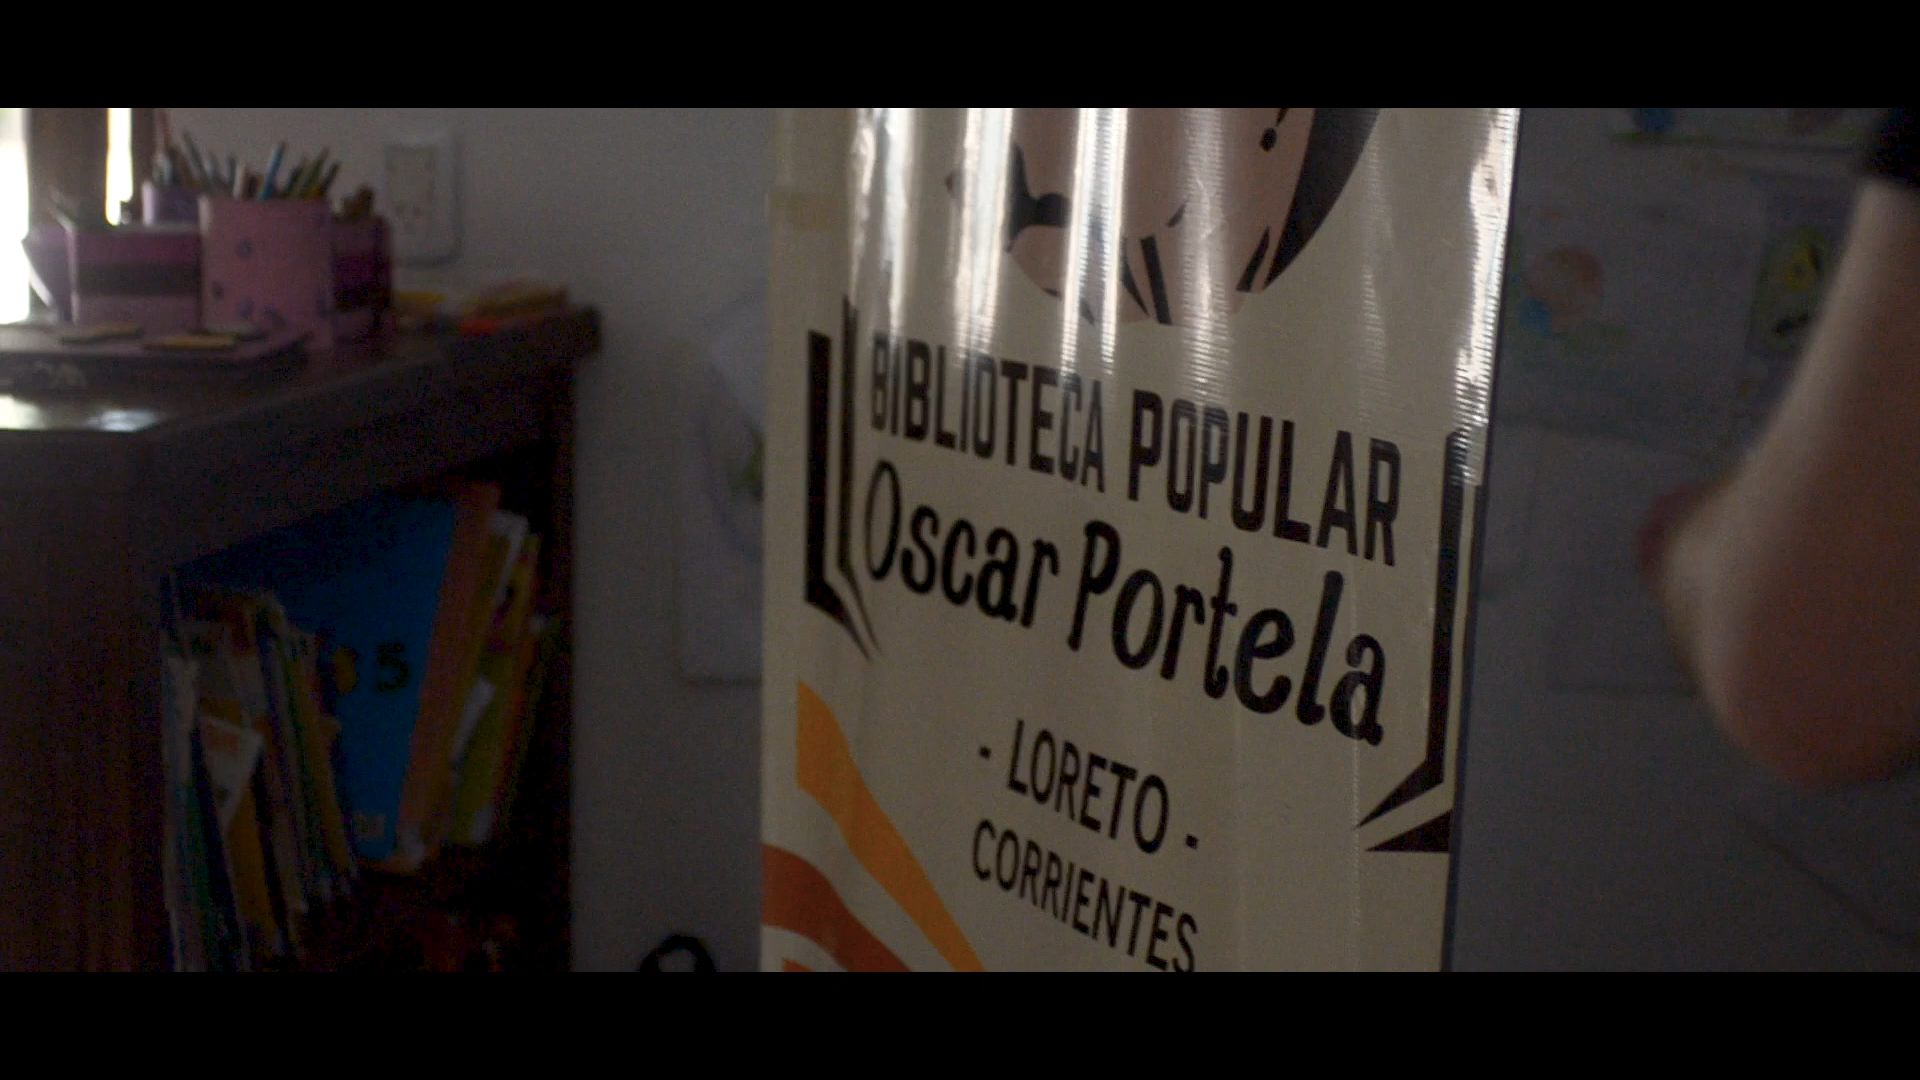 BIBLIOTECA POPULAR
Oscar Portela
- LORETO -
CORRIENTES